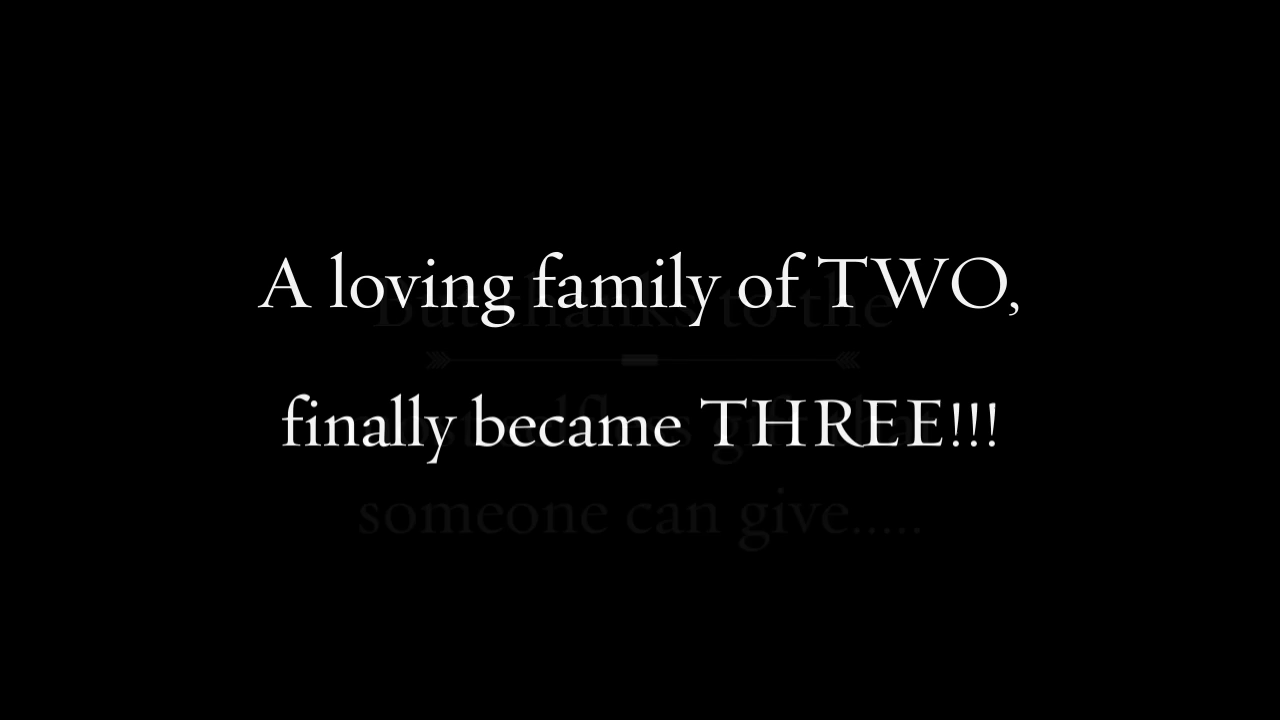 A loving family of TWO,
But thanks to the
finally became THREE!!!
someone can give.....